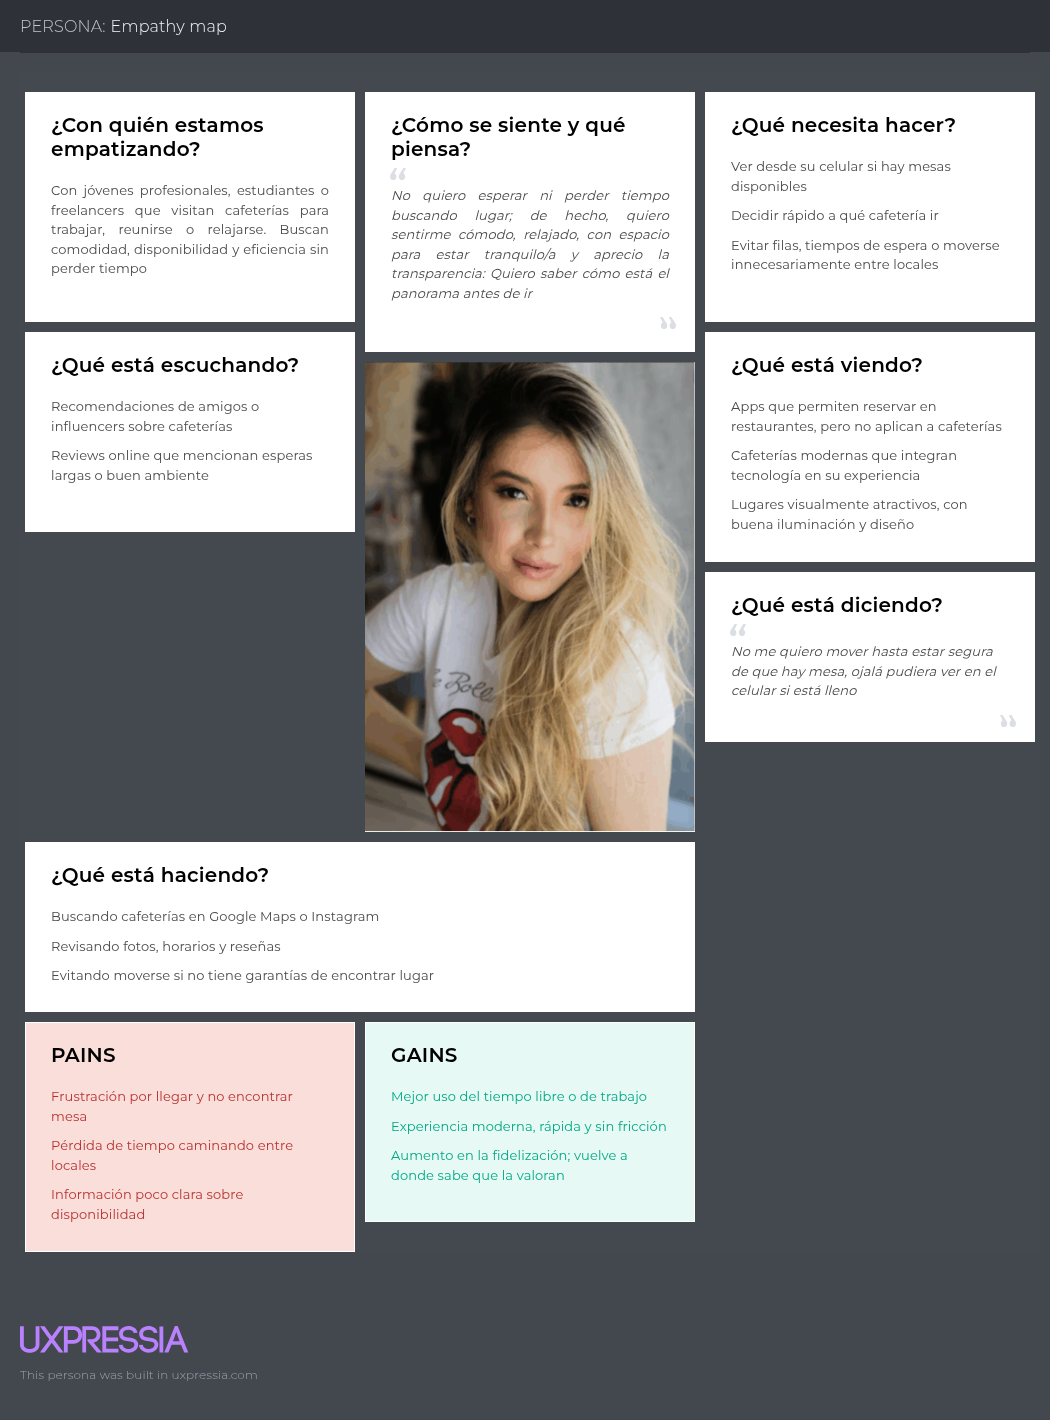 PERSONA: Empathy map
¿Con quién estamos
empatizando?
Con jóvenes profesionales, estudiantes o
freelancers que visitan cafeterías para
trabajar, reunirse o relajarse. Buscan
comodidad, disponibilidad y eficiencia sin
perder tiempo
¿Cómo se siente y qué
piensa?
“
No quiero esperar ni perder tiempo
buscando lugar; de hecho, quiero
sentirme cómodo, relajado, con espacio
para estar tranquilo/a y aprecio la
transparencia: Quiero saber cómo está el
panorama antes de ir
”
¿Qué necesita hacer?
Ver desde su celular si hay mesas
disponibles
Decidir rápido a qué cafetería ir
Evitar filas, tiempos de espera o moverse
innecesariamente entre locales
¿Qué está escuchando?
Recomendaciones de amigos o
influencers sobre cafeterías
Reviews online que mencionan esperas
largas o buen ambiente
¿Qué está viendo?
Apps que permiten reservar en
restaurantes, pero no aplican a cafeterías
Cafeterías modernas que integran
tecnología en su experiencia
Lugares visualmente atractivos, con
buena iluminación y diseño
¿Qué está diciendo?
“
No me quiero mover hasta estar segura
de que hay mesa, ojalá pudiera ver en el
celular si está lleno
”
¿Qué está haciendo?
Buscando cafeterías en Google Maps o Instagram
Revisando fotos, horarios y reseñas
Evitando moverse si no tiene garantías de encontrar lugar
PAINS
Frustración por llegar y no encontrar
mesa
Pérdida de tiempo caminando entre
locales
Información poco clara sobre
disponibilidad
GAINS
Mejor uso del tiempo libre o de trabajo
Experiencia moderna, rápida y sin fricción
Aumento en la fidelización; vuelve a
donde sabe que la valoran
UXPRESSIA
This persona was built in uxpressia.com